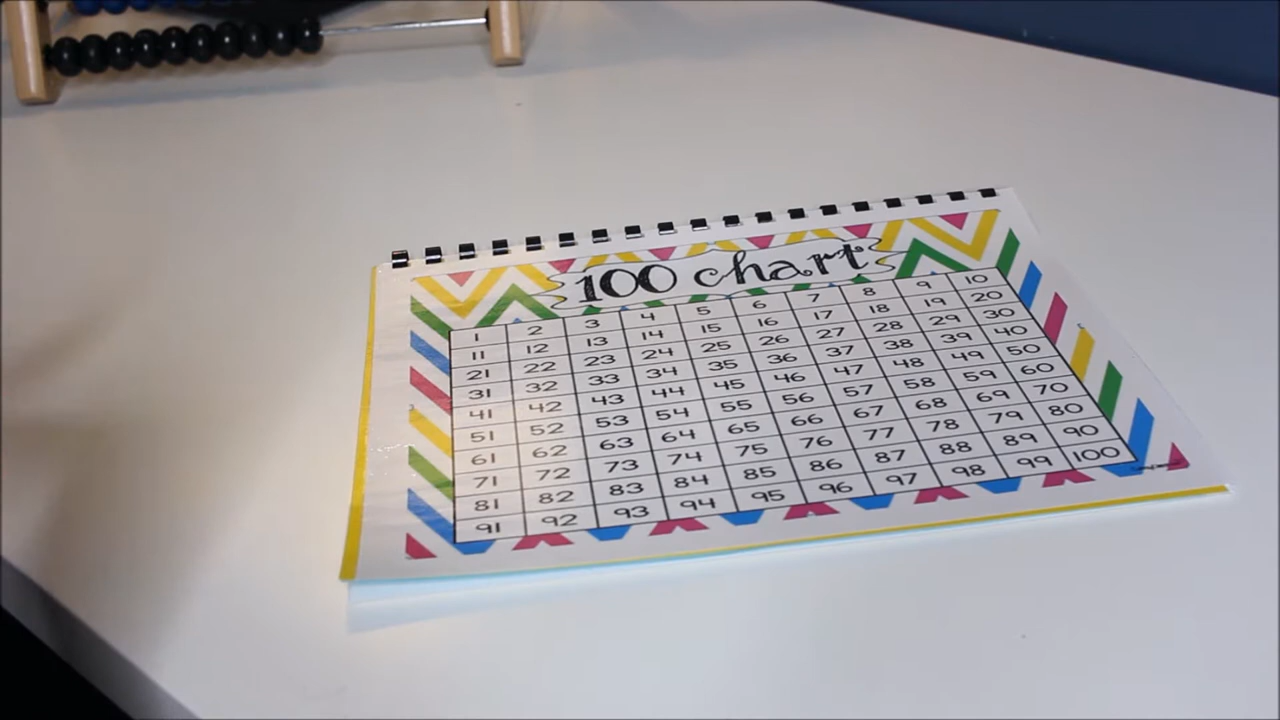 100 chart
1 2 3 4 5 6 7 8 9 10
11 12 13 14 15 16 17 18 19 20
21 22 23 24 25 26 27 28 29 30
31 32 33 34 35 36 37 38 39 40
41 42 43 44 45 46 47 48 49 50
51 52 53 54 55 56 57 58 59 60
61 62 63 64 65 66 67 68 69 70
71 72 73 74 75 76 77 78 79 80
81 82 83 84 85 86 87 88 89 90
91 92 93 94 95 96 97 98 99 100